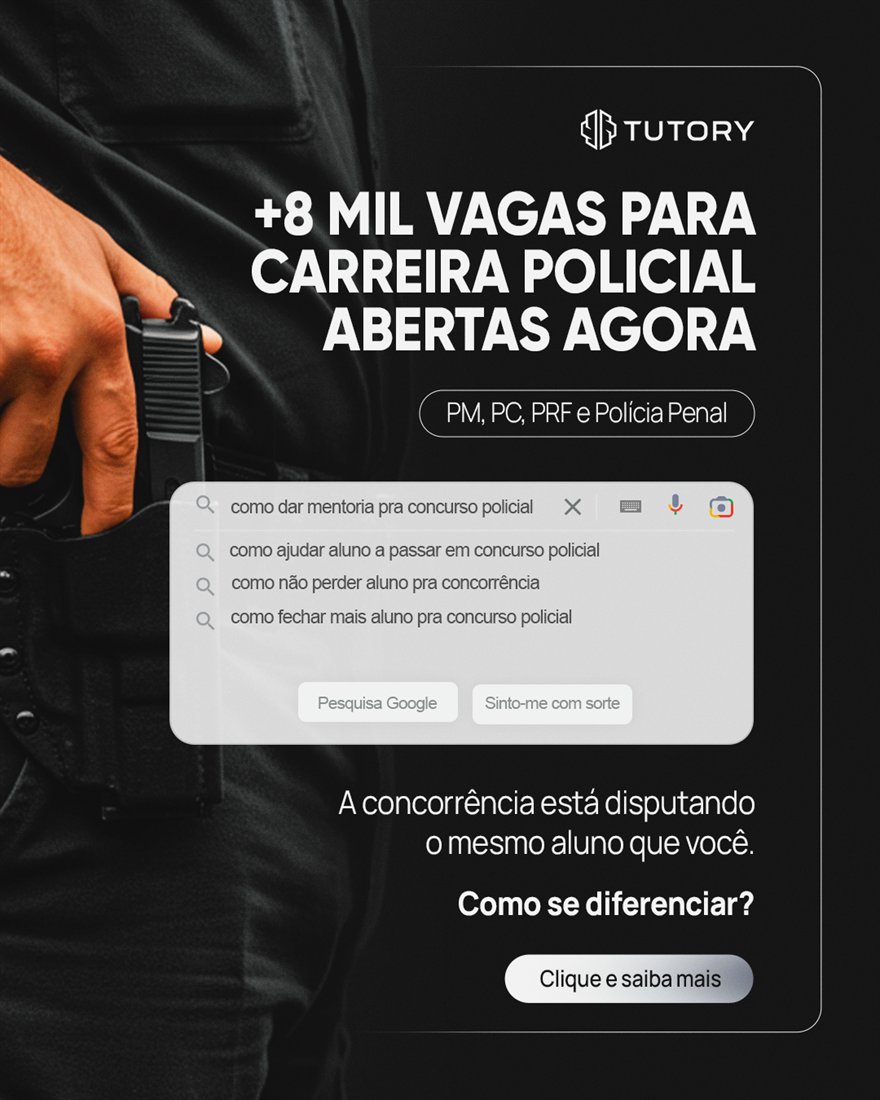 TUTORY
+8 MIL VAGAS PARA
CARREIRA POLICIAL
ABERTAS AGORA
PM, PC, PRF e Polícia Penal
como dar mentoria pra concurso policial
como ajudar aluno a passar em concurso policial
como não perder aluno pra concorrência
como fechar mais aluno pra concurso policial
Pesquisa Google
Sinto-me com sorte
A concorrência está disputando
o mesmo aluno que você.
Como se diferenciar?
Clique e saiba mais